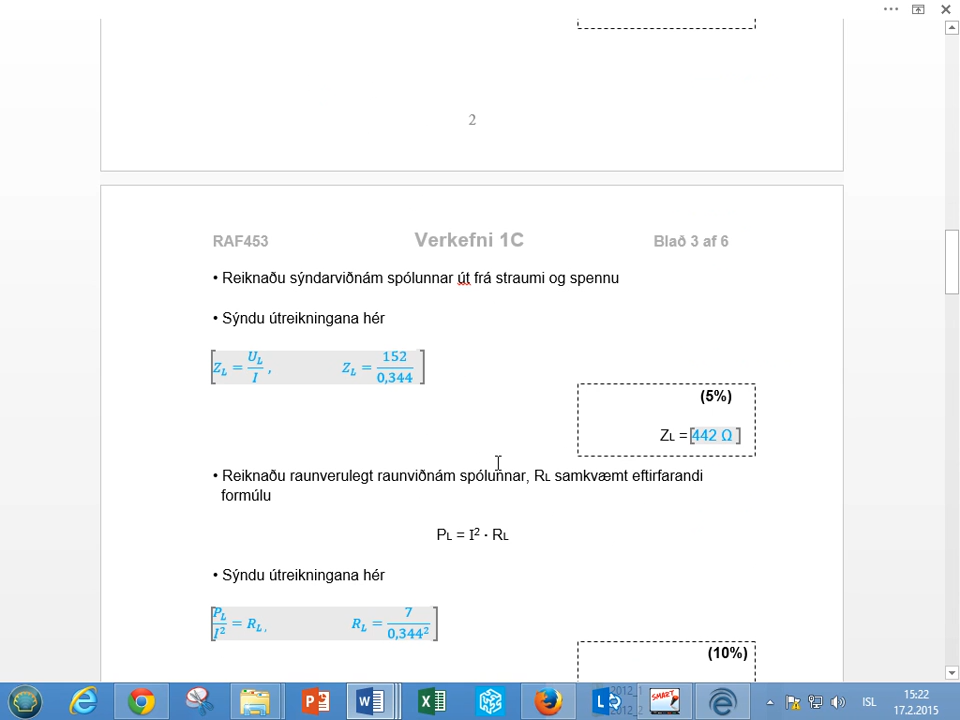 2
RAF453 Verkefni 1C Blað 3 af 6
• Reiknaðu sýndarviðnám spólunnar út frá straumi og spennu
• Sýndu útreikningana hér
[Z_L = U_L / I , Z_L = 152 / 0,344 ]
(5%)
ZL = [442 Ω ]
• Reiknaðu raunverulegt raunviðnám spólunnar, RL samkvæmt eftirfarandi
formúlu
PL = I² · RL
• Sýndu útreikningana hér
[P_L / I² = R_L , R_L = 7 / 0,344² ]
(10%)
ISL
15:22
17.2.2015